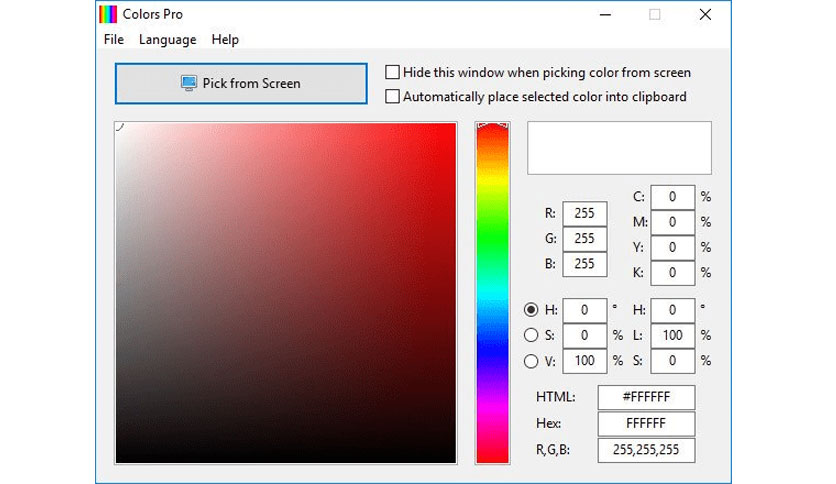 Colors Pro
File Language Help
Pick from Screen
Hide this window when picking color from screen
Automatically place selected color into clipboard
R: 255
G: 255
B: 255
C: 0 %
M: 0 %
Y: 0 %
K: 0 %
H: 0 °
S: 0 %
V: 100 %
H: 0 °
L: 100 %
S: 0 %
HTML: #FFFFFF
Hex: FFFFFF
R,G,B: 255,255,255